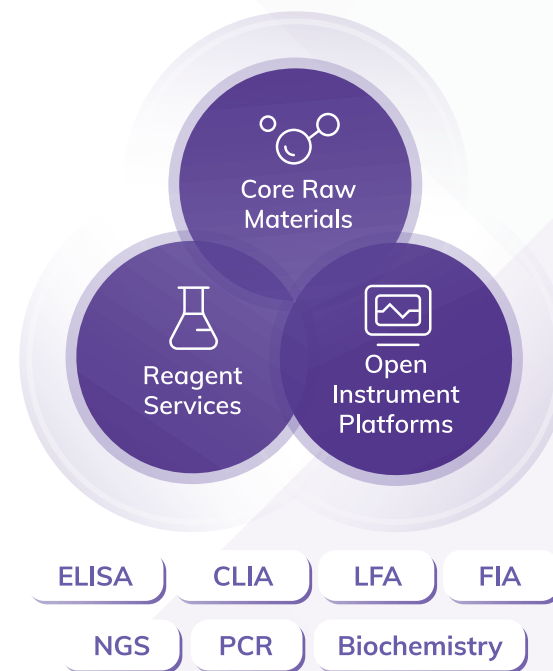 Core Raw
Materials
Reagent
Services
Open
Instrument
Platforms
ELISA
CLIA
LFA
FIA
NGS
PCR
Biochemistry